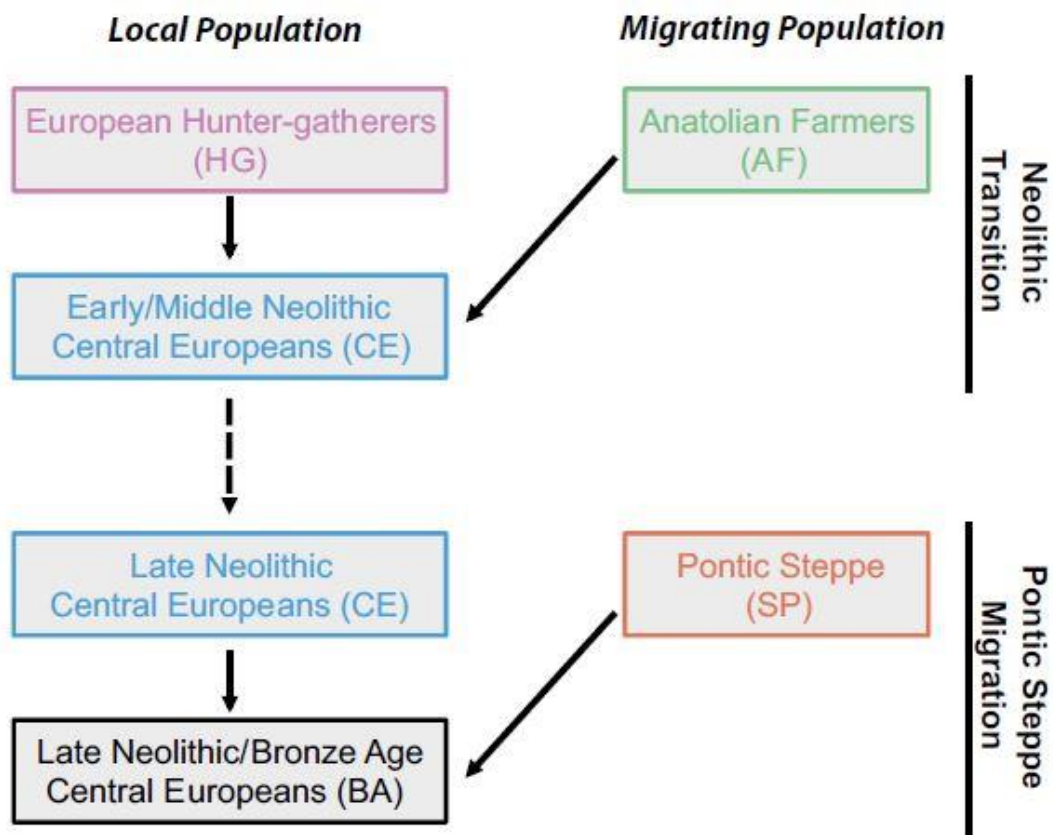 Local Population
Migrating Population
European Hunter-gatherers
(HG)
Anatolian Farmers
(AF)
Neolithic
Transition
Early/Middle Neolithic
Central Europeans (CE)
Late Neolithic
Central Europeans (CE)
Pontic Steppe
(SP)
Pontic Steppe
Migration
Late Neolithic/Bronze Age
Central Europeans (BA)